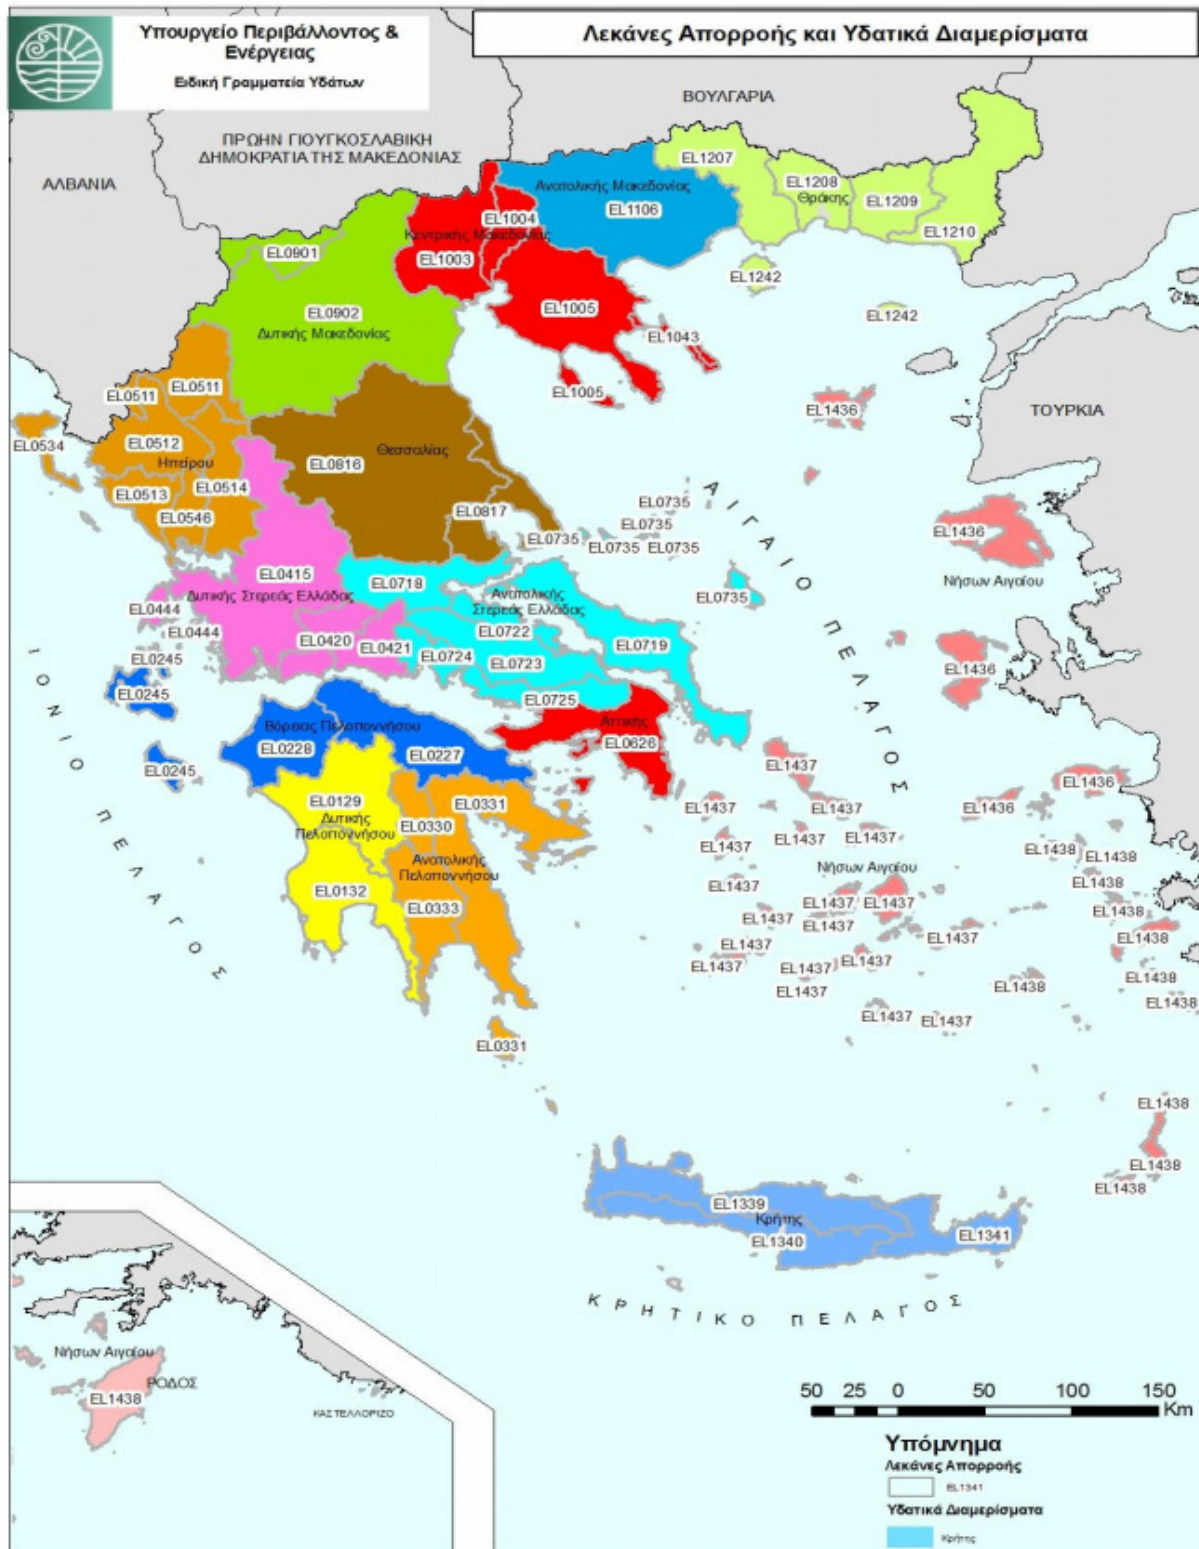 Υπουργείο Περιβάλλοντος &
Ενέργειας
Ειδική Γραμματεία Υδάτων
Λεκάνες Απορροής και Υδατικά Διαμερίσματα
ΒΟΥΛΓΑΡΙΑ
ΠΡΩΗΝ ΓΙΟΥΓΚΟΣΛΑΒΙΚΗ
ΔΗΜΟΚΡΑΤΙΑ ΤΗΣ ΜΑΚΕΔΟΝΙΑΣ
ΑΛΒΑΝΙΑ
EL1207
Ανατολικής Μακεδονίας
EL1208
Θράκης
EL1209
EL1106
EL1004
Κεντρικής Μακεδονίας
EL1210
EL0901
EL1003
EL1242
EL0902
EL1005
EL1242
Δυτικής Μακεδονίας
EL1043
EL0511
EL0511
EL1005
EL1436
ΤΟΥΡΚΙΑ
EL0534
EL0512
Ηπείρου
EL0816
Θεσσαλίας
EL0513
EL0514
EL0546
EL0817
EL0735
EL0735
EL0735
EL0735
EL0735
ΑΙΓΑΙΟ ΠΕΛΑΓΟΣ
EL1436
Νήσων Αιγαίου
EL0415
Δυτικής Στερεάς Ελλάδας
EL0718
Ανατολικής
Στερεάς Ελλάδας
EL0735
EL0444
EL0444
EL0420
EL0421
EL0722
EL0719
EL0724
EL0723
EL1436
EL0245
EL0245
EL0725
ΙΟΝΙΟ ΠΕΛΑΓΟΣ
Βόρειας Πελοποννήσου
Αττικής
EL0228
EL0227
EL0626
EL0245
EL1437
EL1436
EL0129
Δυτικής
Πελοποννήσου
EL0331
EL0330
EL1437
EL1437
EL1436
EL1437
EL1437
EL1437
EL1438
EL1438
Ανατολικής
Πελοποννήσου
Νήσων Αιγαίου
EL0132
EL0333
EL1437
EL1438
EL1437
EL1437
EL1438
EL1437
EL1437
EL1437
EL1438
EL1437
EL1437
EL1437
EL1437
EL1438
EL1437
EL1438
EL1438
EL1437
EL1437
EL0331
EL1438
EL1438
EL1438
EL1339
Κρήτης
EL1340
EL1341
ΚΡΗΤΙΚΟ ΠΕΛΑΓΟΣ
Νήσων Αιγαίου
ΡΟΔΟΣ
EL1438
ΚΑΣΤΕΛΛΟΡΙΖΟ
50 25 0 50 100 150
Km
Υπόμνημα
Λεκάνες Απορροής
EL1341
Υδατικά Διαμερίσματα
Κρήτης